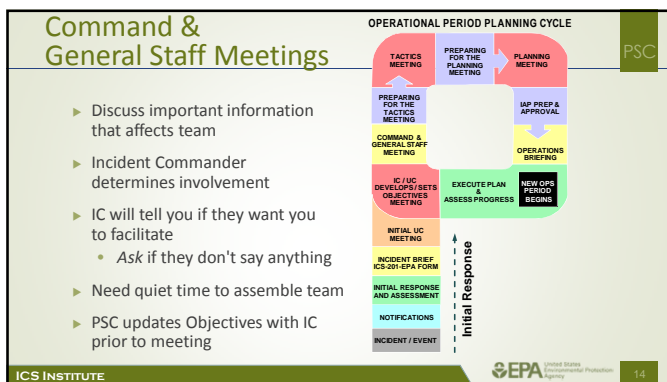 Command &
General Staff Meetings
PSC
▶ Discuss important information
that affects team
▶ Incident Commander
determines involvement
▶ IC will tell you if they want you
to facilitate
• Ask if they don't say anything
▶ Need quiet time to assemble team
▶ PSC updates Objectives with IC
prior to meeting
OPERATIONAL PERIOD PLANNING CYCLE
TACTICS
MEETING
PREPARING
FOR THE
PLANNING
MEETING
PLANNING
MEETING
PREPARING
FOR THE
TACTICS
MEETING
IAP PREP &
APPROVAL
COMMAND &
GENERAL STAFF
MEETING
OPERATIONS
BRIEFING
IC / UC
DEVELOPS / SETS
OBJECTIVES
MEETING
EXECUTE PLAN
&
ASSESS PROGRESS
NEW OPS
PERIOD
BEGINS
INITIAL UC
MEETING
INCIDENT BRIEF
ICS-201-EPA FORM
INITIAL RESPONSE
AND ASSESSMENT
NOTIFICATIONS
INCIDENT / EVENT
Initial Response
ICS INSTITUTE
EPA
United States
Environmental Protection
Agency
14